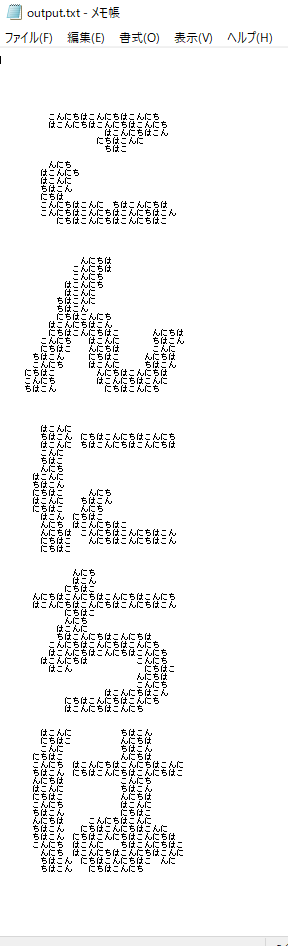 output.txt - メモ帳
ファイル(F) 編集(E) 書式(O) 表示(V) ヘルプ(H)
こんにちはこんにちはこんにち
はこんにちはこんにちはこんにち
はこんにちはこん
にちはこんに
ちはこ
んにち
はこんにち
はこんに
ちはこん
にちは
こんにちはこんに ちはこんにちは
こんにちはこんにちはこんにちはこん
にちはこんにちはこんにちはこ
んにちは
こんにちは
こんにち
はこんにち
はこんに
ちはこんに
ちはこん
にちはこんにち
はこんにちはこん
にちはこんにちはこ んにちは
こんにち はこんに ちはこん
にちはこ んにちは こんに
ちはこん にちはこ んにちは
こんにち はこんに ちはこん
にちはこ んにちはこんにちは
こんにち はこんにちはこんに
ちはこん にちはこんにち
はこんに
ちはこん にちはこんにちはこんにち
はこんに ちはこんにちはこんにちは
こんに
ちはこ
んにち
はこんに
ちはこん
にちはこ んにち
はこんに ちはこん
にちはこ んにち
はこん にちはこ
んにち はこんにちはこ
んにちは こんにちはこんにちはこん
にちはこ んにちはこんにちはこん
にちはこ
んにち
はこん
にちはこ
んにちはこんにちはこんにちはこんにち
はこんにちはこんにちはこんにちはこん
にちはこ
んにち
はこんに
ちはこんにちはこんにちは
こんにちはこんにちはこんにち
はこんにちはこんにちはこんにち
はこんにちは こんにち
はこん にちはこ
んにちは
こんにち
はこんにちはこん
にちはこんにちはこんにち
はこんにちはこんにち
はこんに ちはこん
にちはこ んにちは
こんに ちはこん
にちはこ んにちは
こんにち はこんにちはこんにちはこんに
ちはこん にちはこんにちはこんにちはこ
んにちは こんにち
はこんに ちはこん
にちはこ んにちは
こんにち はこんに
ちはこん にちはこ
んにちは こんにちはこんに
ちはこん にちはこんにちはこんに
ちはこん にちはこんにちはこんにちは
こんにち はこんに ちはこんにちはこ
んにち はこんにちはこんにちはこんに
ちはこん にちはこんにちはこ んに
ちはこん にちはこんにち